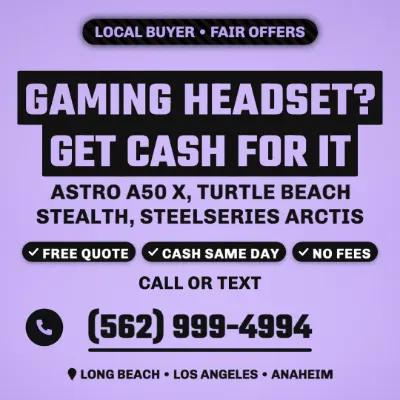 LOCAL BUYER • FAIR OFFERS
GAMING HEADSET?
GET CASH FOR IT
ASTRO A50 X, TURTLE BEACH
STEALTH, STEELSERIES ARCTIS
✓ FREE QUOTE ✓ CASH SAME DAY ✓ NO FEES
CALL OR TEXT
(562) 999-4994
LONG BEACH • LOS ANGELES • ANAHEIM